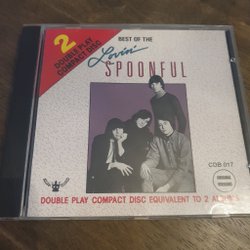 2
DOUBLE PLAY
COMPACT DISC
BEST OF THE
Lovin'
SPOONFUL
CDB 017
DOUBLE PLAY COMPACT DISC EQUIVALENT TO 2 ALBUMS